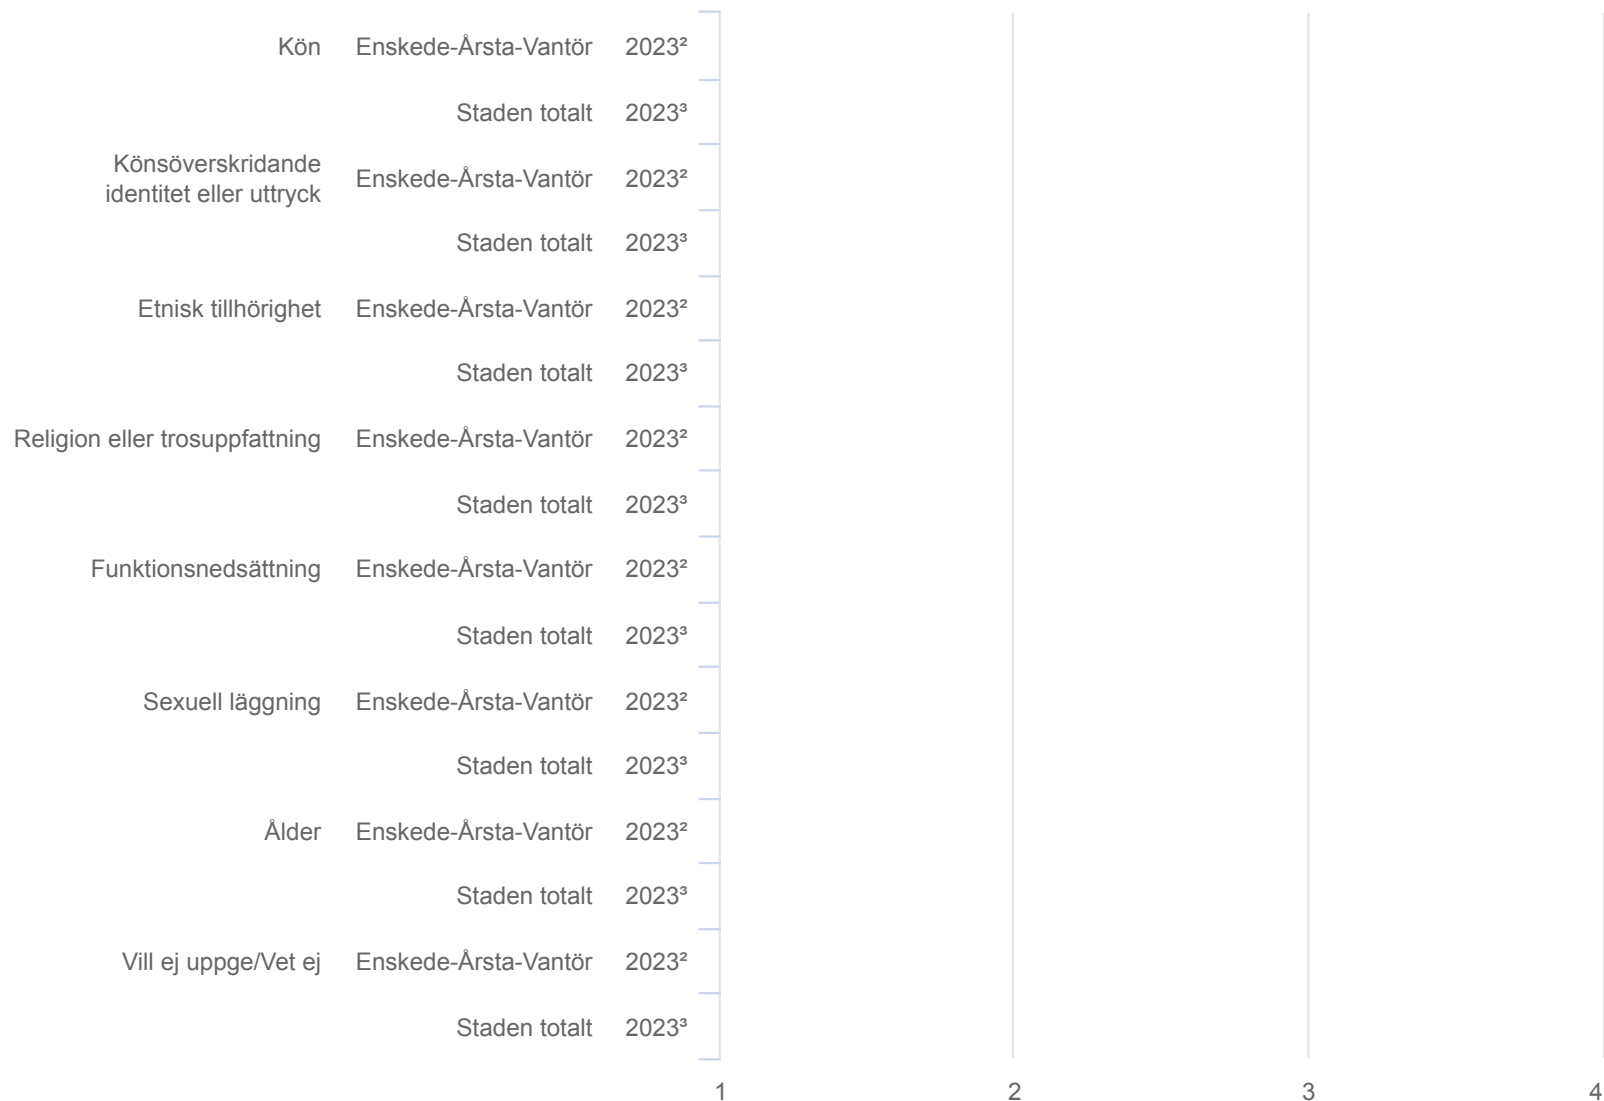 Kön Enskede-Årsta-Vantör 2023²
Staden totalt 2023³
Könsöverskridande
identitet eller uttryck Enskede-Årsta-Vantör 2023²
Staden totalt 2023³
Etnisk tillhörighet Enskede-Årsta-Vantör 2023²
Staden totalt 2023³
Religion eller trosuppfattning Enskede-Årsta-Vantör 2023²
Staden totalt 2023³
Funktionsnedsättning Enskede-Årsta-Vantör 2023²
Staden totalt 2023³
Sexuell läggning Enskede-Årsta-Vantör 2023²
Staden totalt 2023³
Ålder Enskede-Årsta-Vantör 2023²
Staden totalt 2023³
Vill ej uppge/Vet ej Enskede-Årsta-Vantör 2023²
Staden totalt 2023³
1 2 3 4